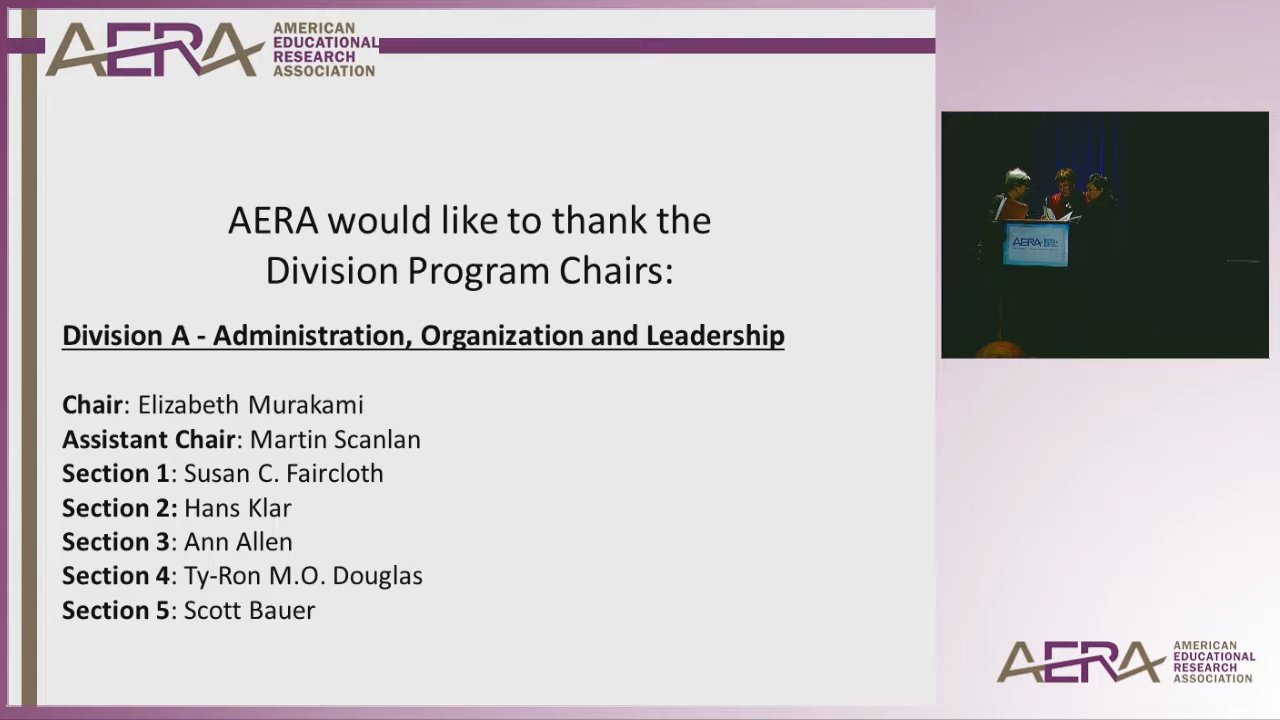 AERA
AMERICAN
EDUCATIONAL
RESEARCH
ASSOCIATION
AERA would like to thank the
Division Program Chairs:
Division A - Administration, Organization and Leadership
Chair: Elizabeth Murakami
Assistant Chair: Martin Scanlan
Section 1: Susan C. Faircloth
Section 2: Hans Klar
Section 3: Ann Allen
Section 4: Ty-Ron M.O. Douglas
Section 5: Scott Bauer
AERA
AERA
AMERICAN
EDUCATIONAL
RESEARCH
ASSOCIATION